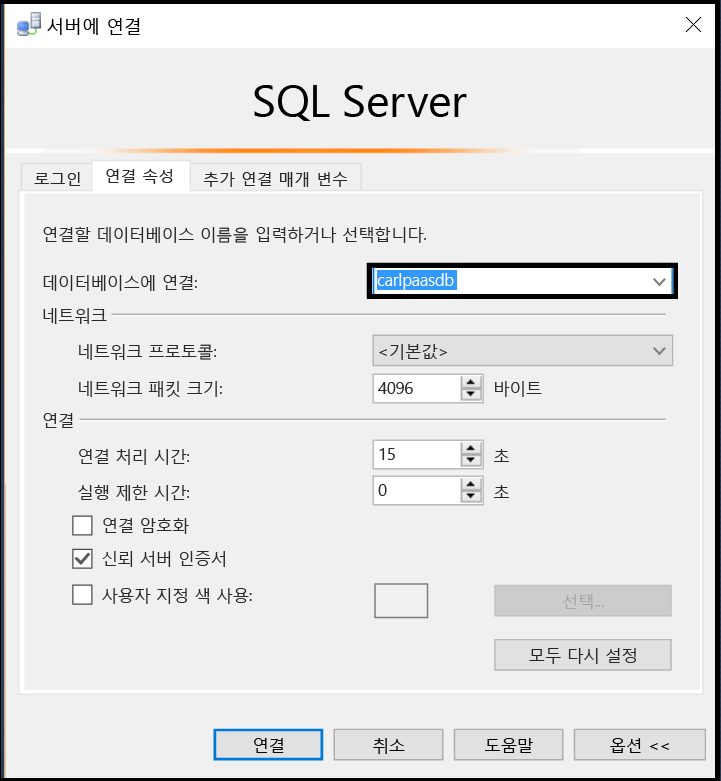 서버에 연결
SQL Server
로그인 연결 속성 추가 연결 매개 변수
연결할 데이터베이스 이름을 입력하거나 선택합니다.
데이터베이스에 연결: carlpaasdb
네트워크
네트워크 프로토콜: <기본값>
네트워크 패킷 크기: 4096 바이트
연결
연결 처리 시간: 15 초
실행 제한 시간: 0 초
연결 암호화
신뢰 서버 인증서
사용자 지정 색 사용: 선택...
모두 다시 설정
연결 취소 도움말 옵션 <<